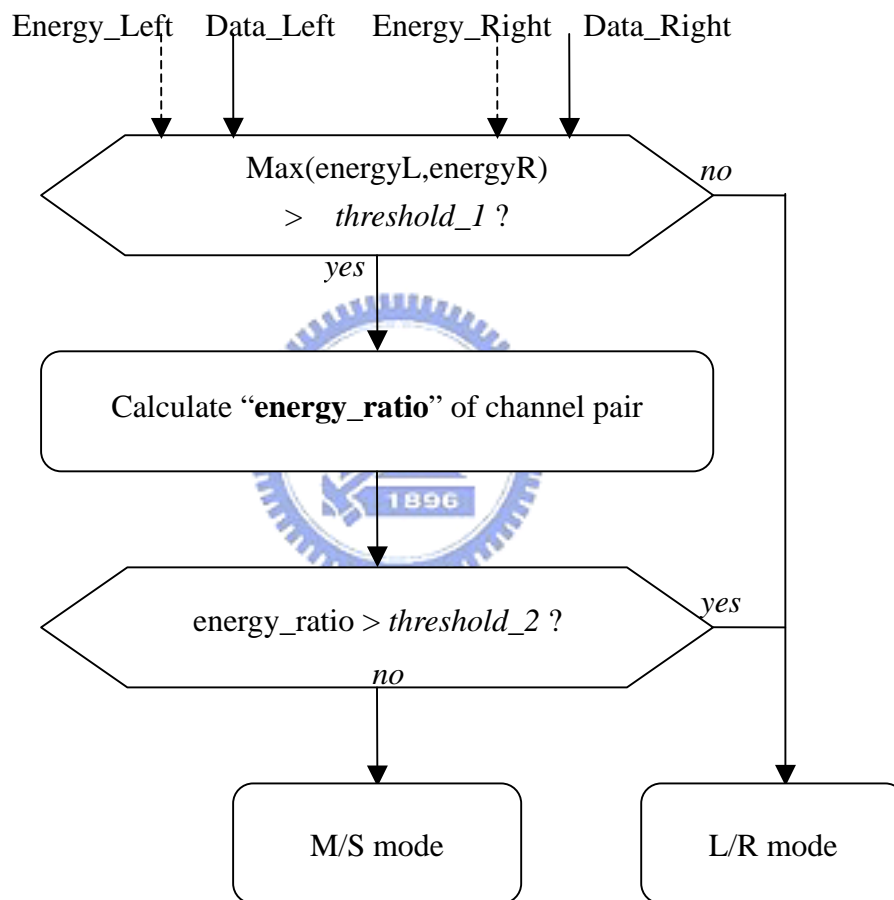 Energy_Left Data_Left Energy_Right Data_Right
Max(energyL,energyR)
> threshold_1 ?
no
yes
Calculate “energy_ratio” of channel pair
1896
energy_ratio > threshold_2 ?
yes
no
M/S mode
L/R mode